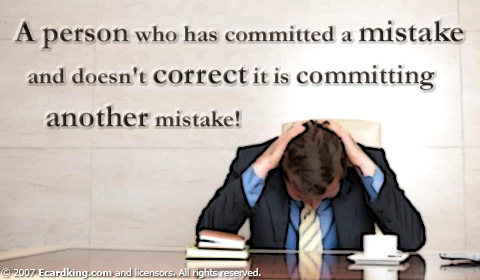 A person who has committed a mistake
and doesn't correct it is committing
another mistake!
© 2007 Ecardking.com and licensors. All rights reserved.